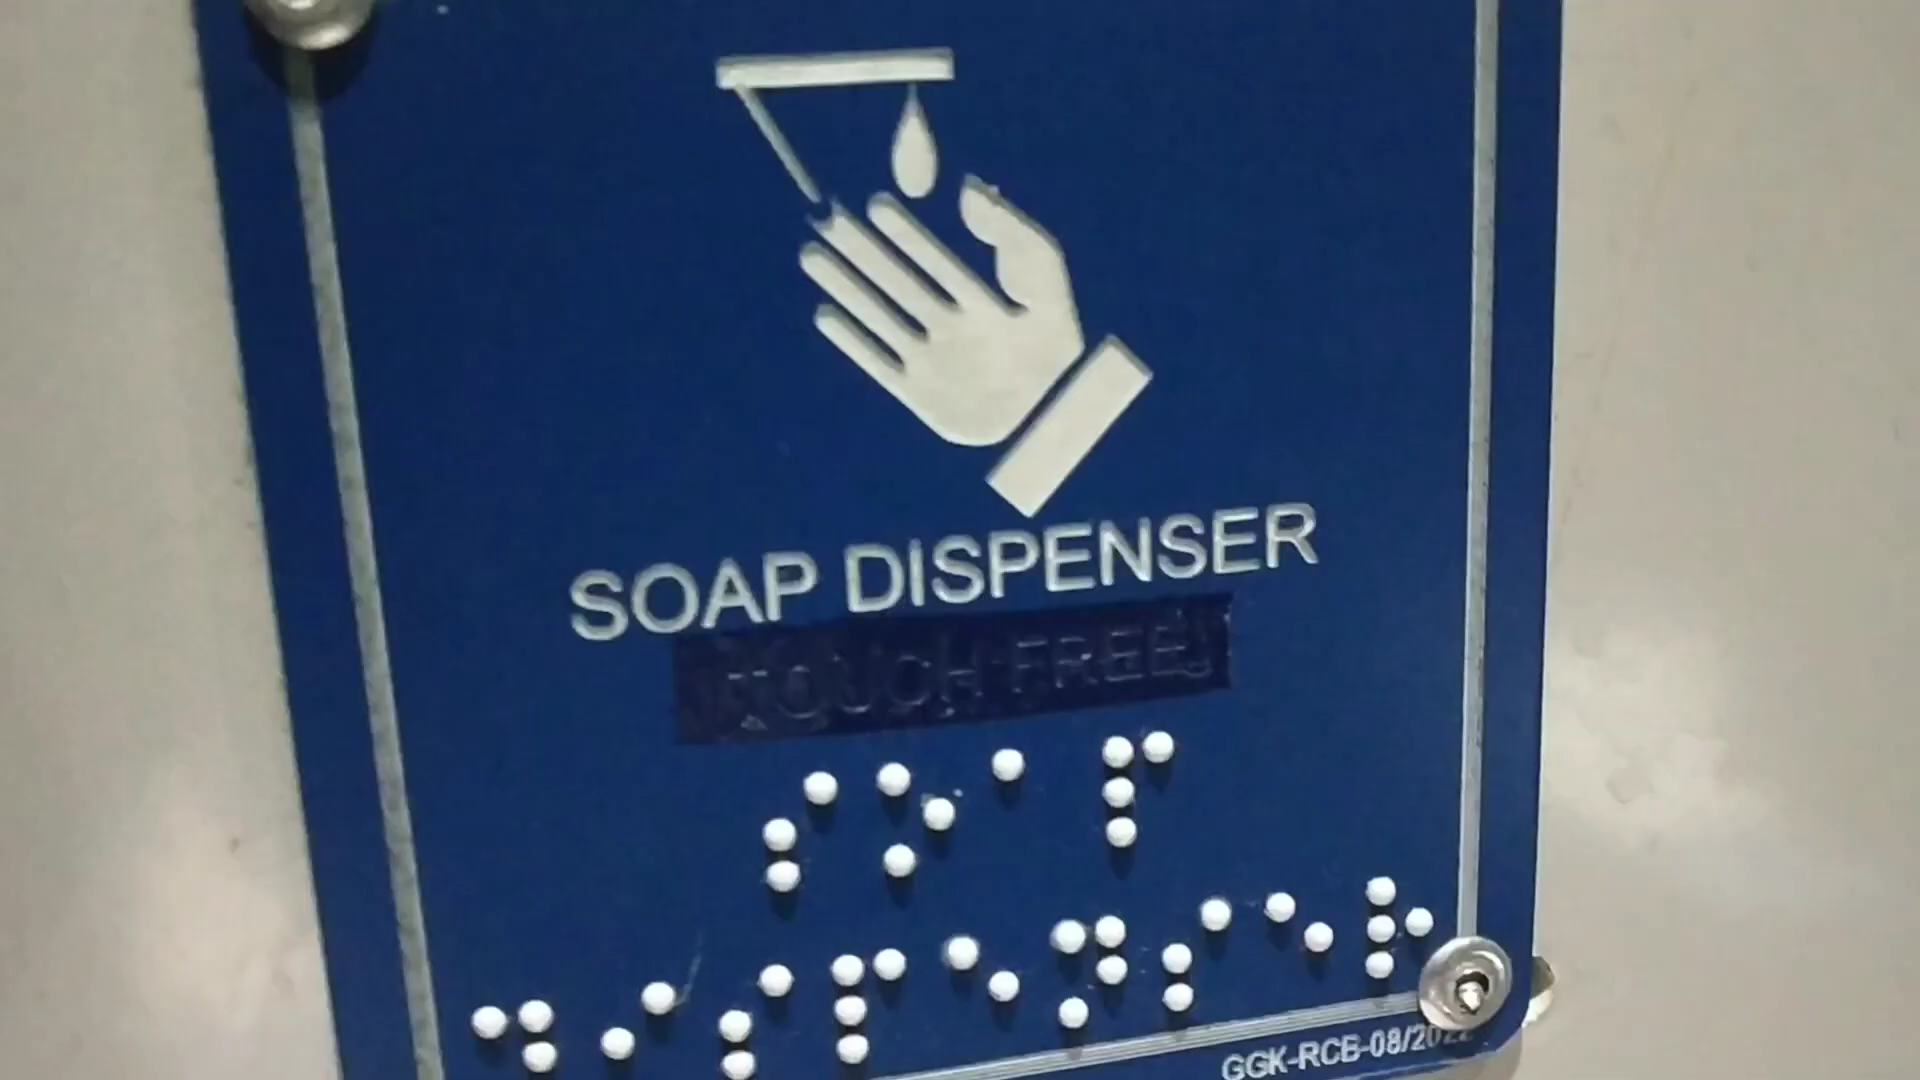 SOAP DISPENSER
TOUCH FREE
⠎⠕⠁⠏
⠙⠊⠎⠏⠑⠝⠎⠑⠗
GGK-RCB-08/2022